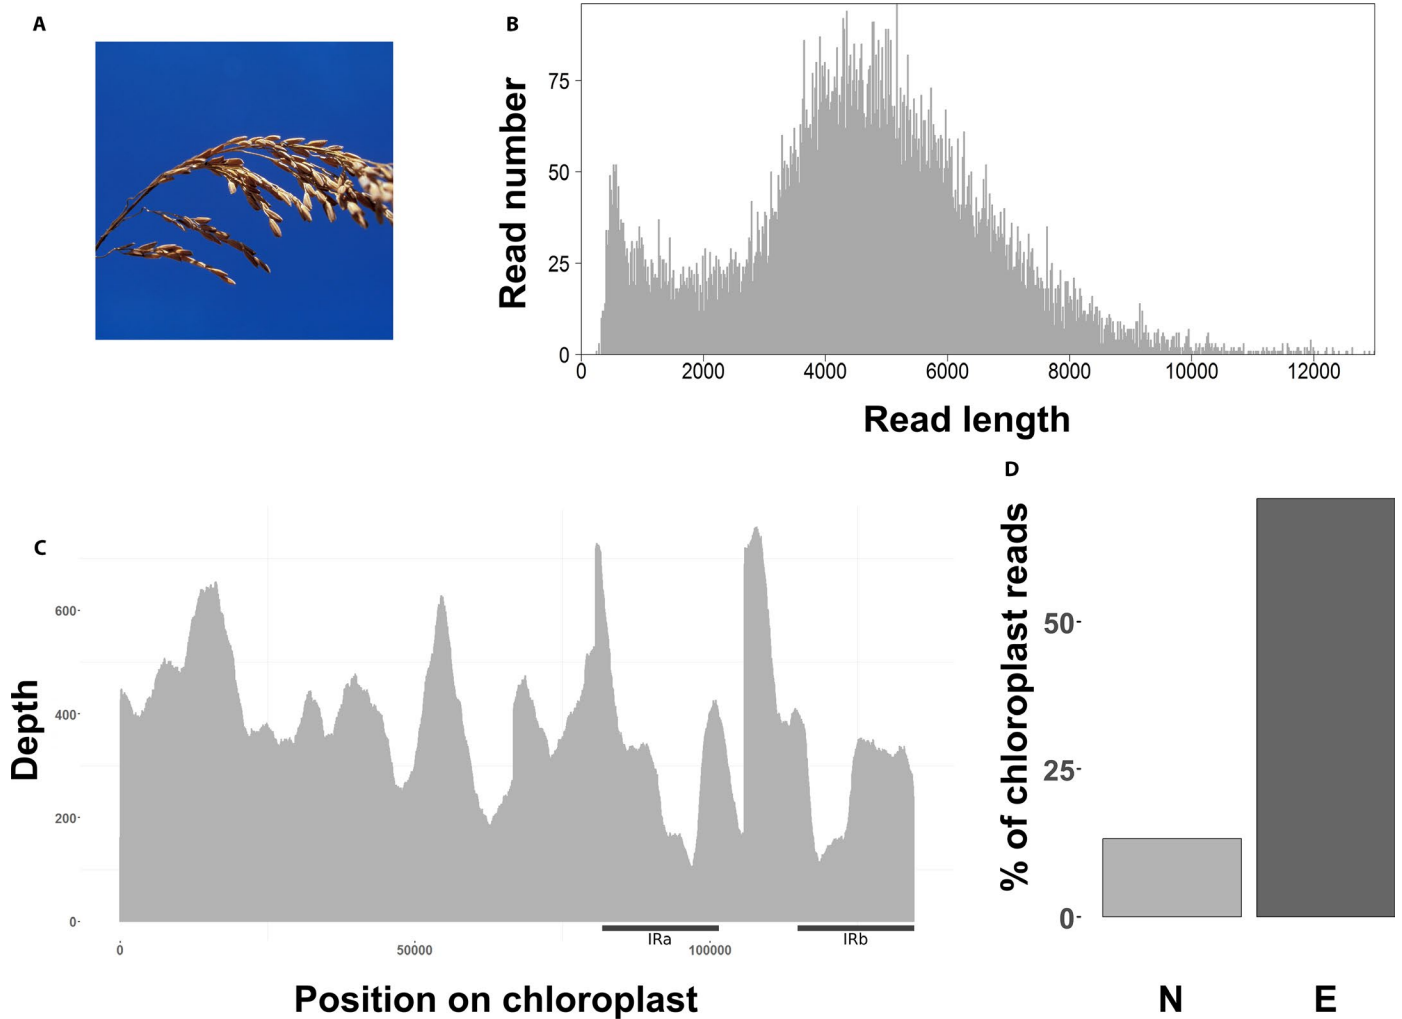 A
B
Read number
75
50
25
0
0 2000 4000 6000 8000 10000 12000
Read length
C
Depth
600
400
200
0
IRa IRb
0 50000 100000
Position on chloroplast
D
% of chloroplast reads
50
25
0
N E